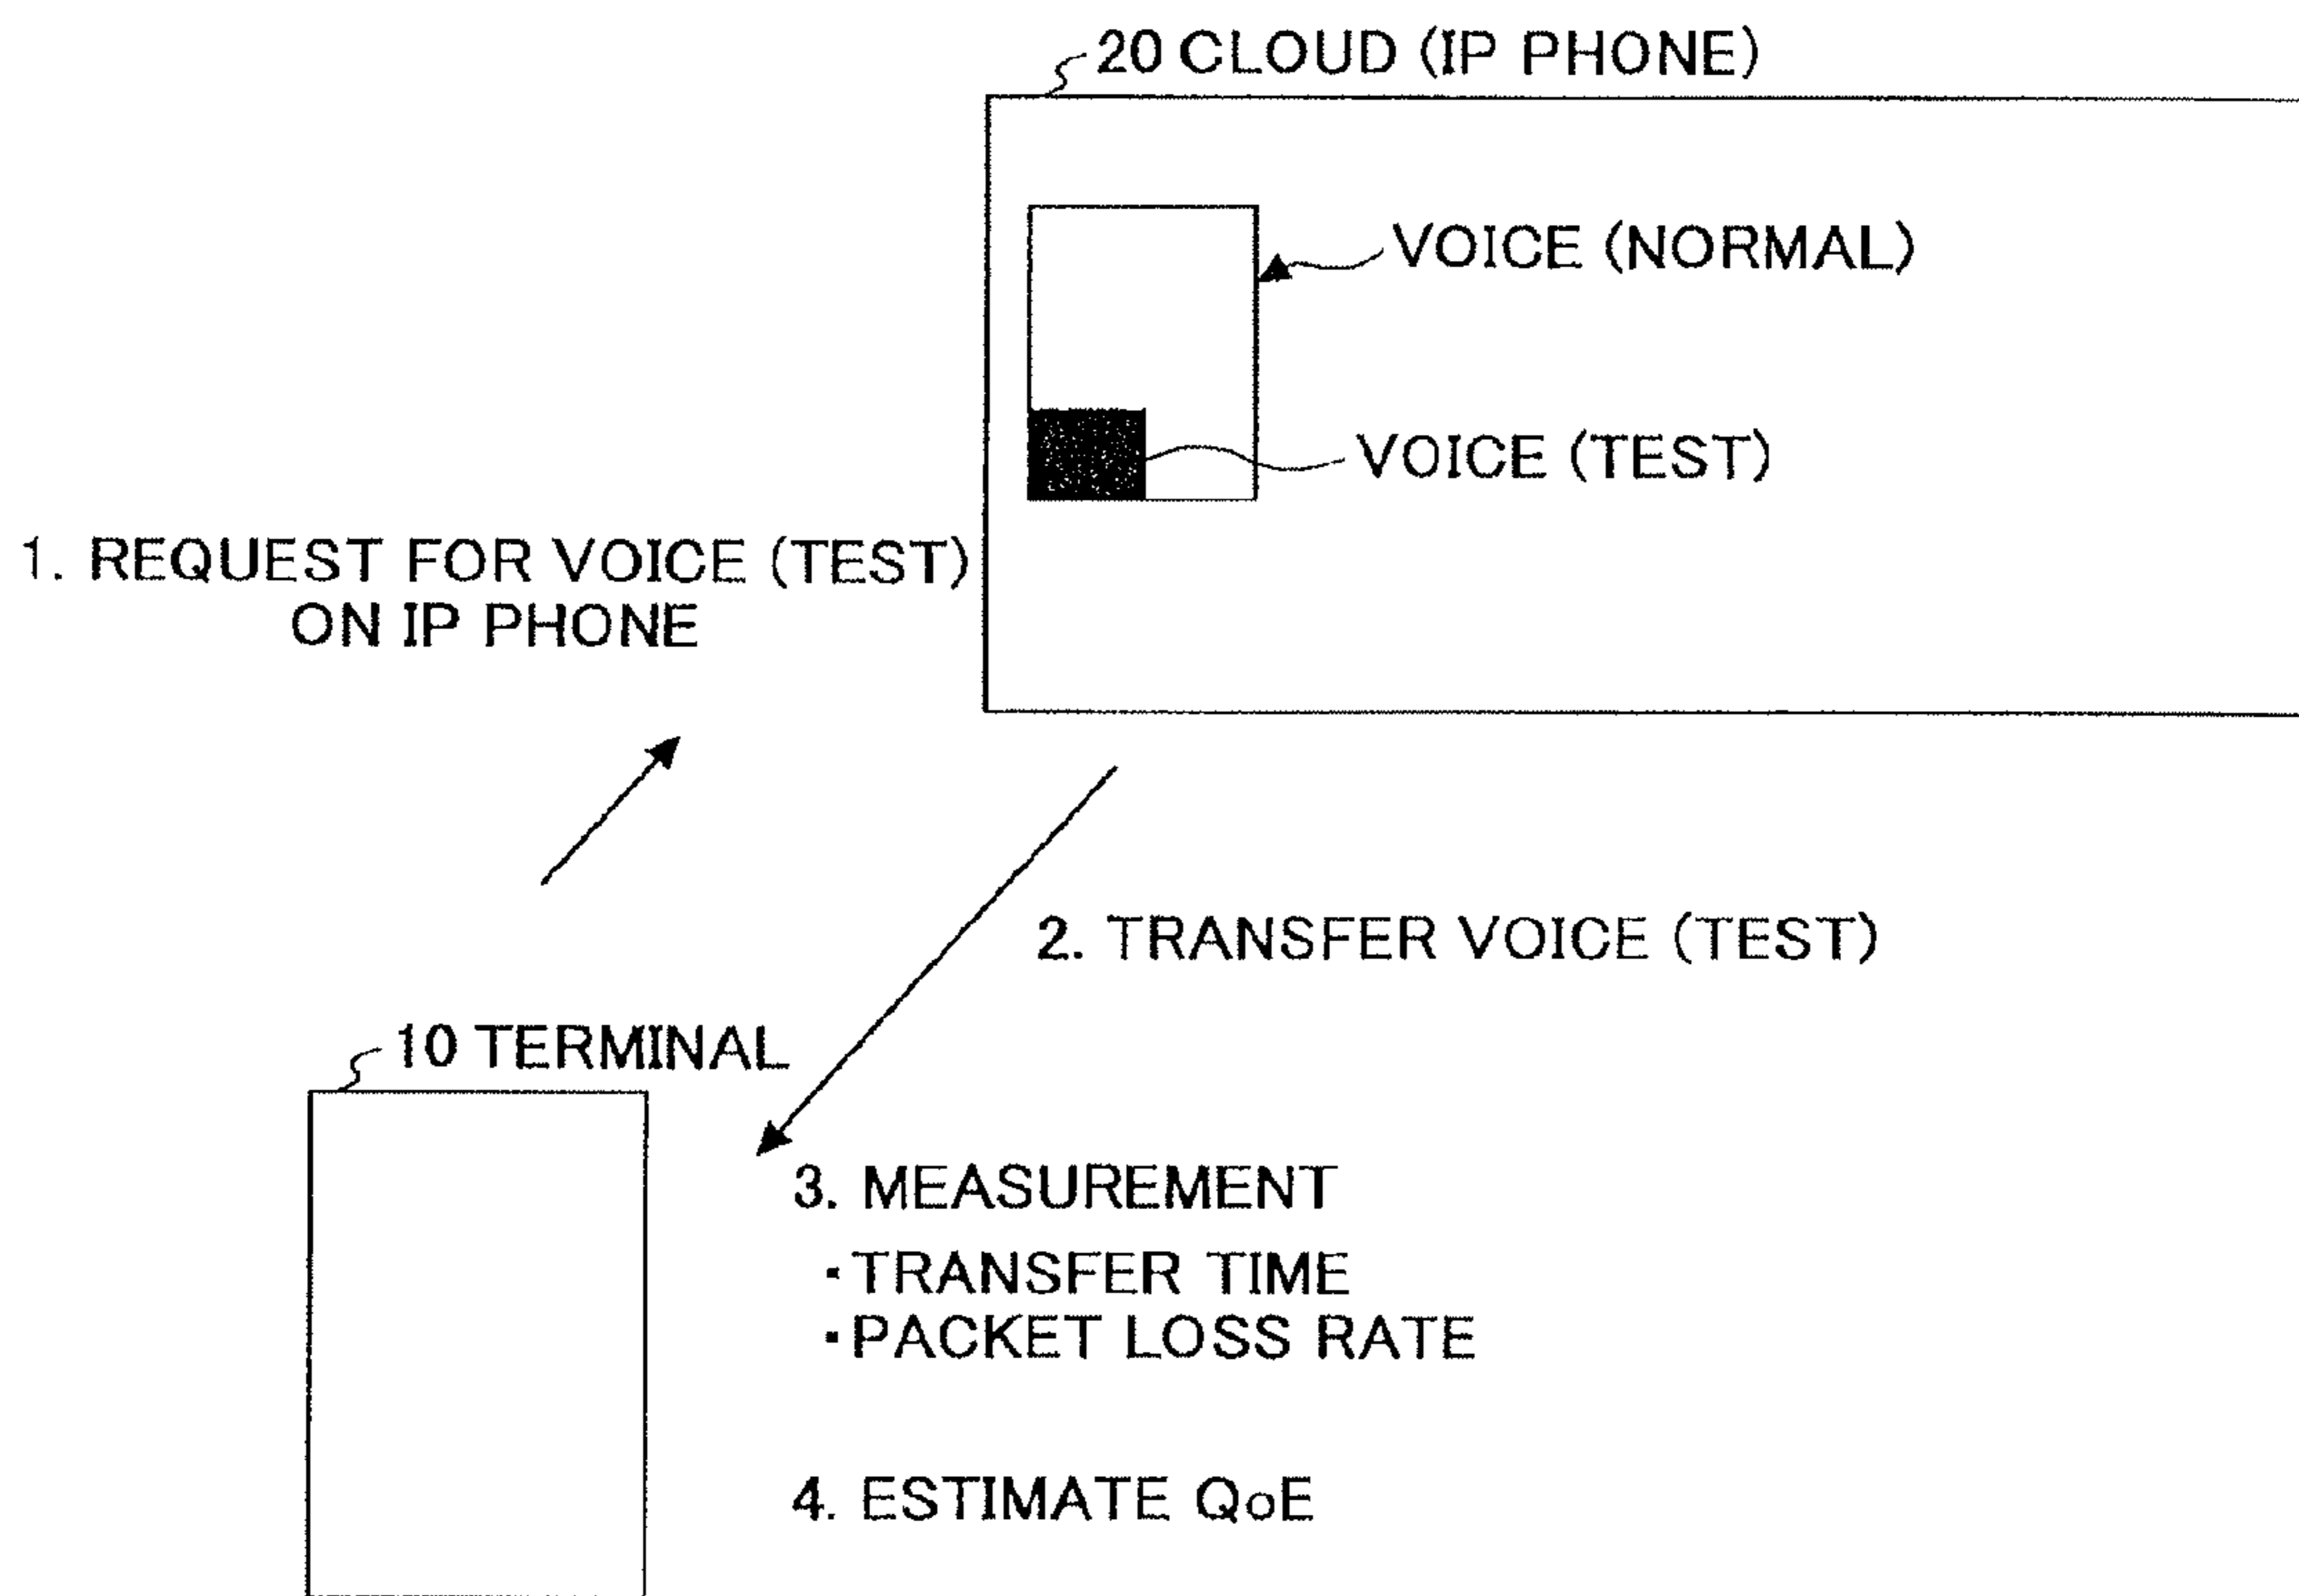 20 CLOUD (IP PHONE)
VOICE (NORMAL)
VOICE (TEST)
1. REQUEST FOR VOICE (TEST)
ON IP PHONE
2. TRANSFER VOICE (TEST)
10 TERMINAL
3. MEASUREMENT
・TRANSFER TIME
・PACKET LOSS RATE
4. ESTIMATE QoE